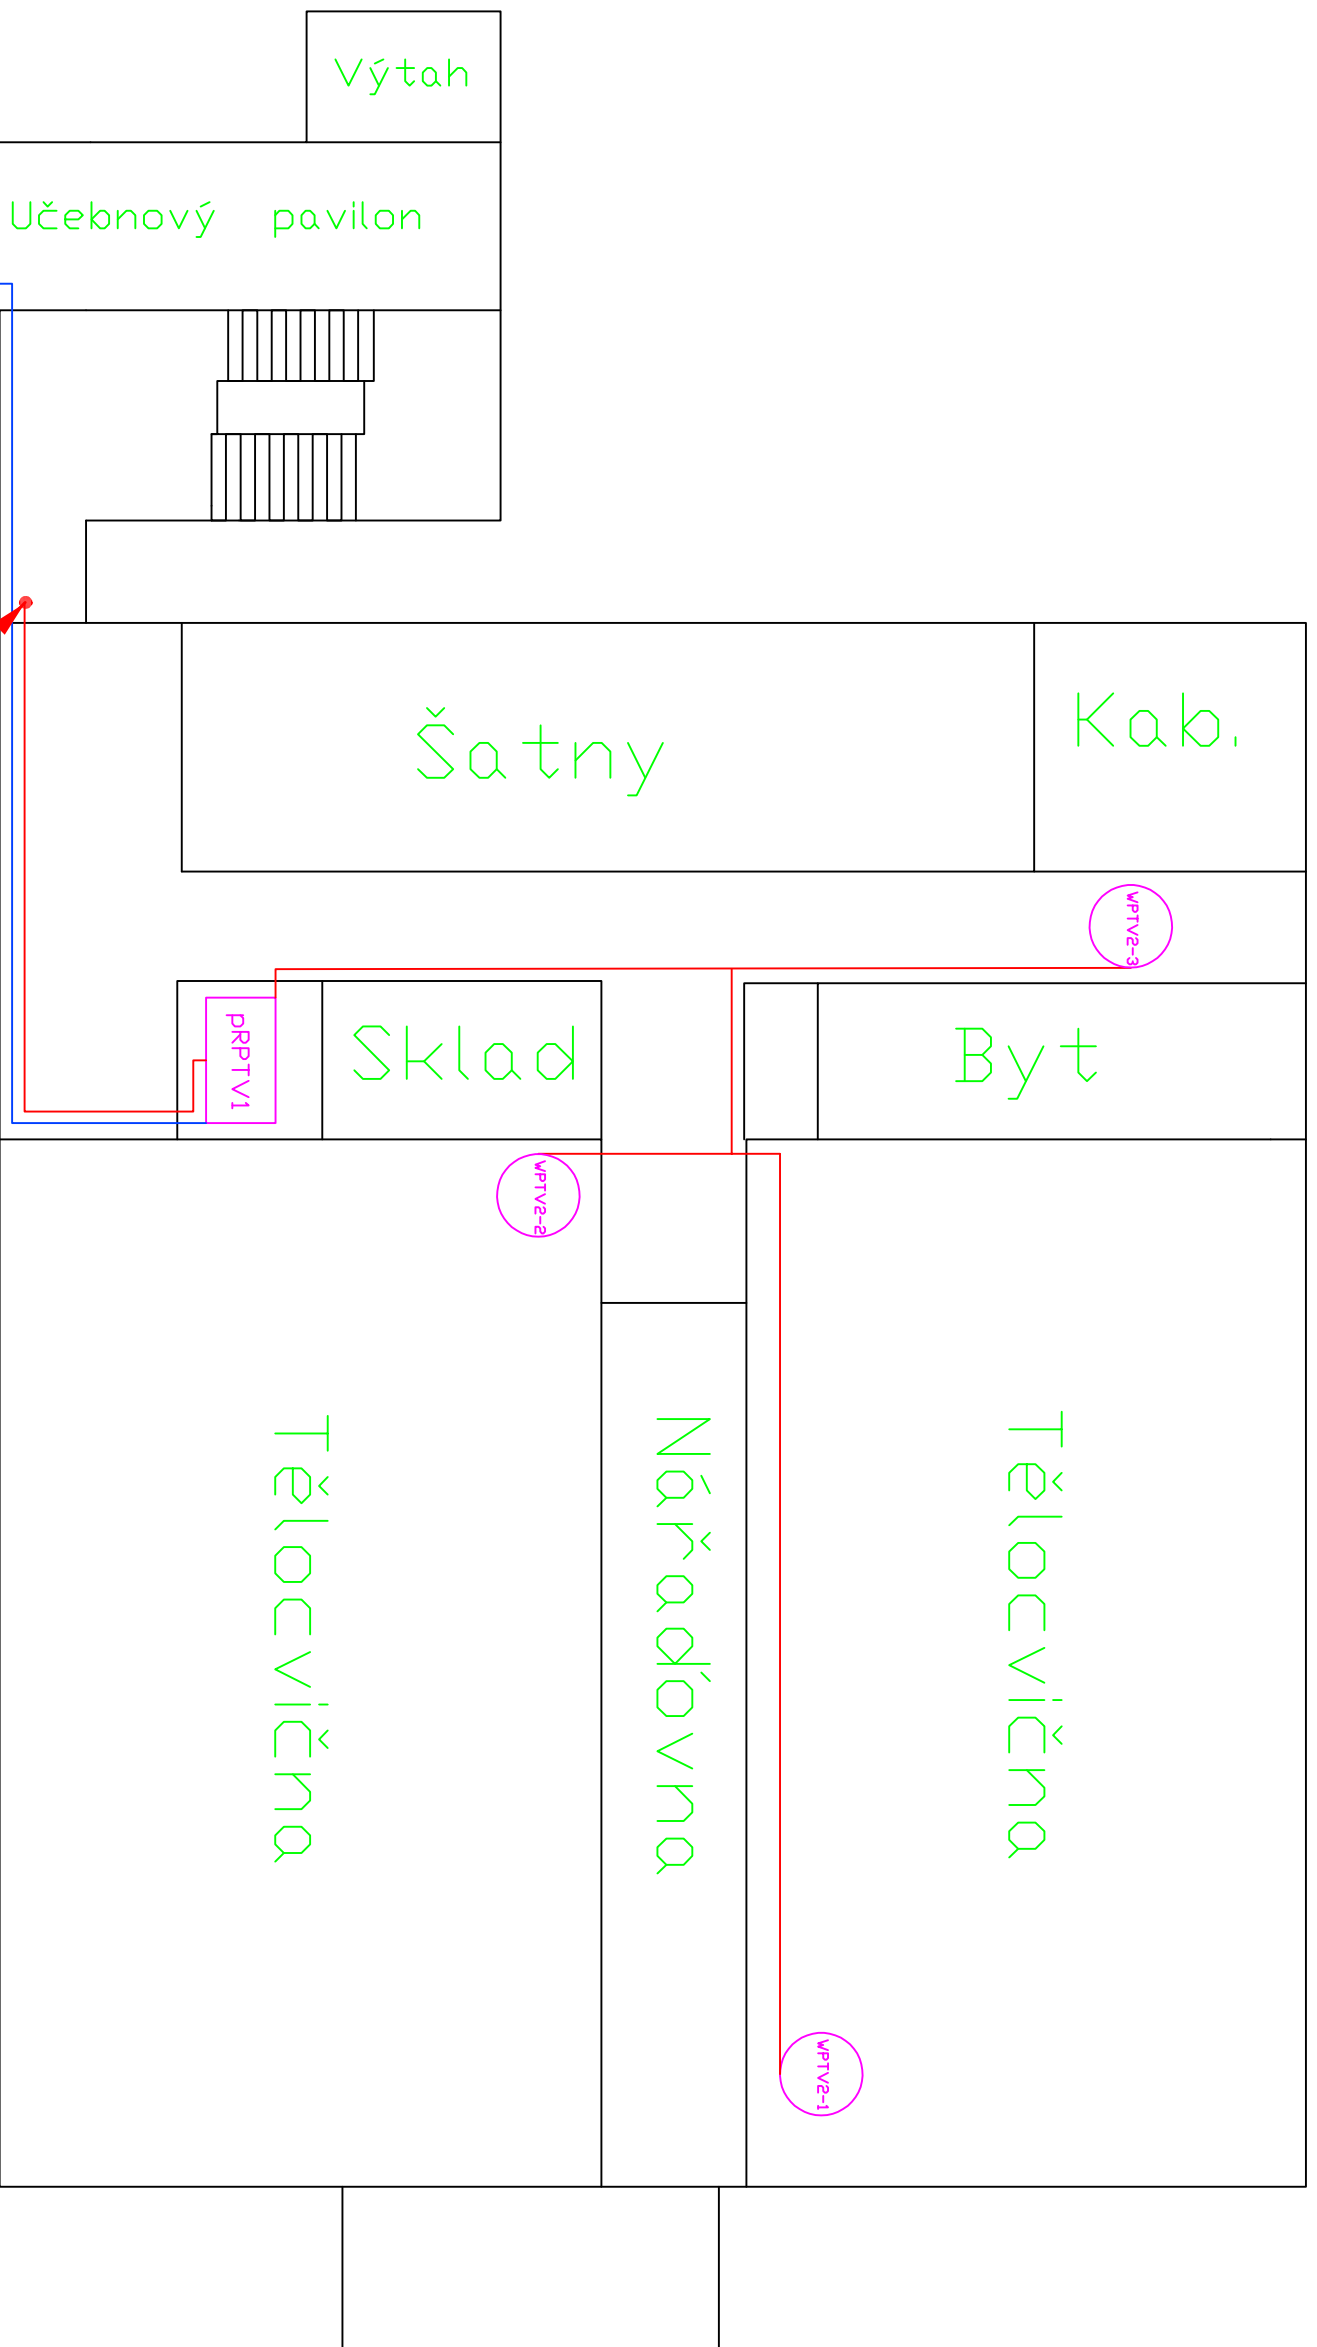 Výtah
Učebnový pavilon
Šatny
Kab.
WPTV2-3
pRPTV1
Sklad
Byt
WPTV2-2
Tělocvična
Nářaďovna
Tělocvična
WPTV2-1